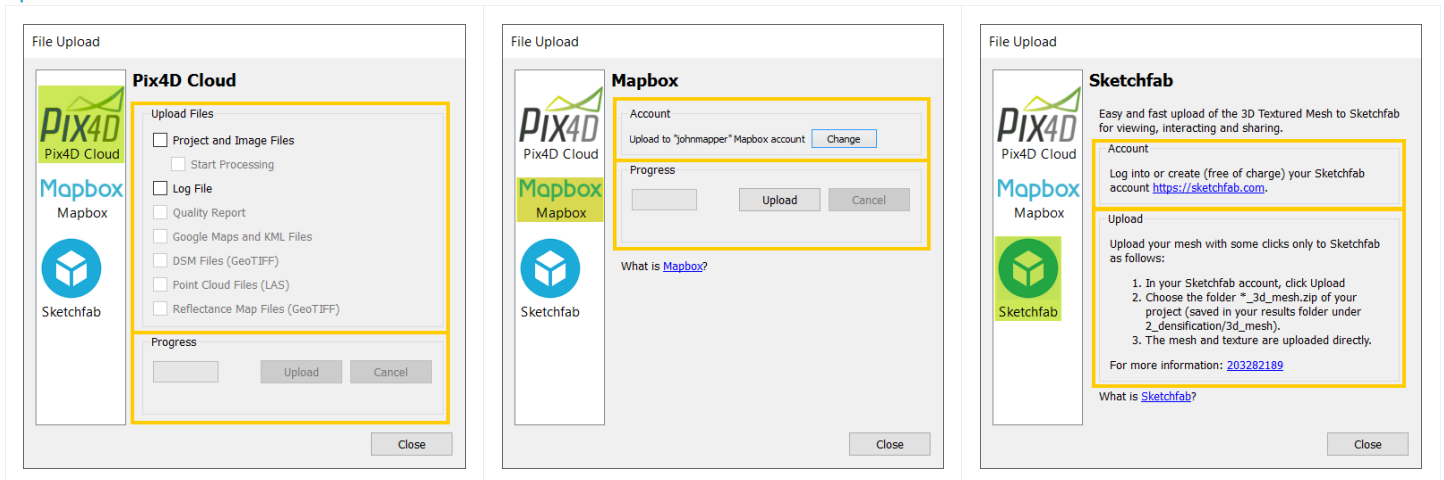 File Upload
PIX4D
Pix4D Cloud
Mapbox
Mapbox
Sketchfab
Pix4D Cloud
Upload Files
Project and Image Files
Start Processing
Log File
Quality Report
Google Maps and KML Files
DSM Files (GeoTIFF)
Point Cloud Files (LAS)
Reflectance Map Files (GeoTIFF)
Progress
Upload
Cancel
Close
File Upload
PIX4D
Pix4D Cloud
Mapbox
Mapbox
Sketchfab
Mapbox
Account
Upload to "johnmapper" Mapbox account
Change
Progress
Upload
Cancel
What is Mapbox?
Close
File Upload
PIX4D
Pix4D Cloud
Mapbox
Mapbox
Sketchfab
Sketchfab
Easy and fast upload of the 3D Textured Mesh to Sketchfab
for viewing, interacting and sharing.
Account
Log into or create (free of charge) your Sketchfab
account https://sketchfab.com.
Upload
Upload your mesh with some clicks only to Sketchfab
as follows:
1. In your Sketchfab account, click Upload
2. Choose the folder *_3d_mesh.zip of your
project (saved in your results folder under
2_densification/3d_mesh).
3. The mesh and texture are uploaded directly.
For more information: 203282189
What is Sketchfab?
Close